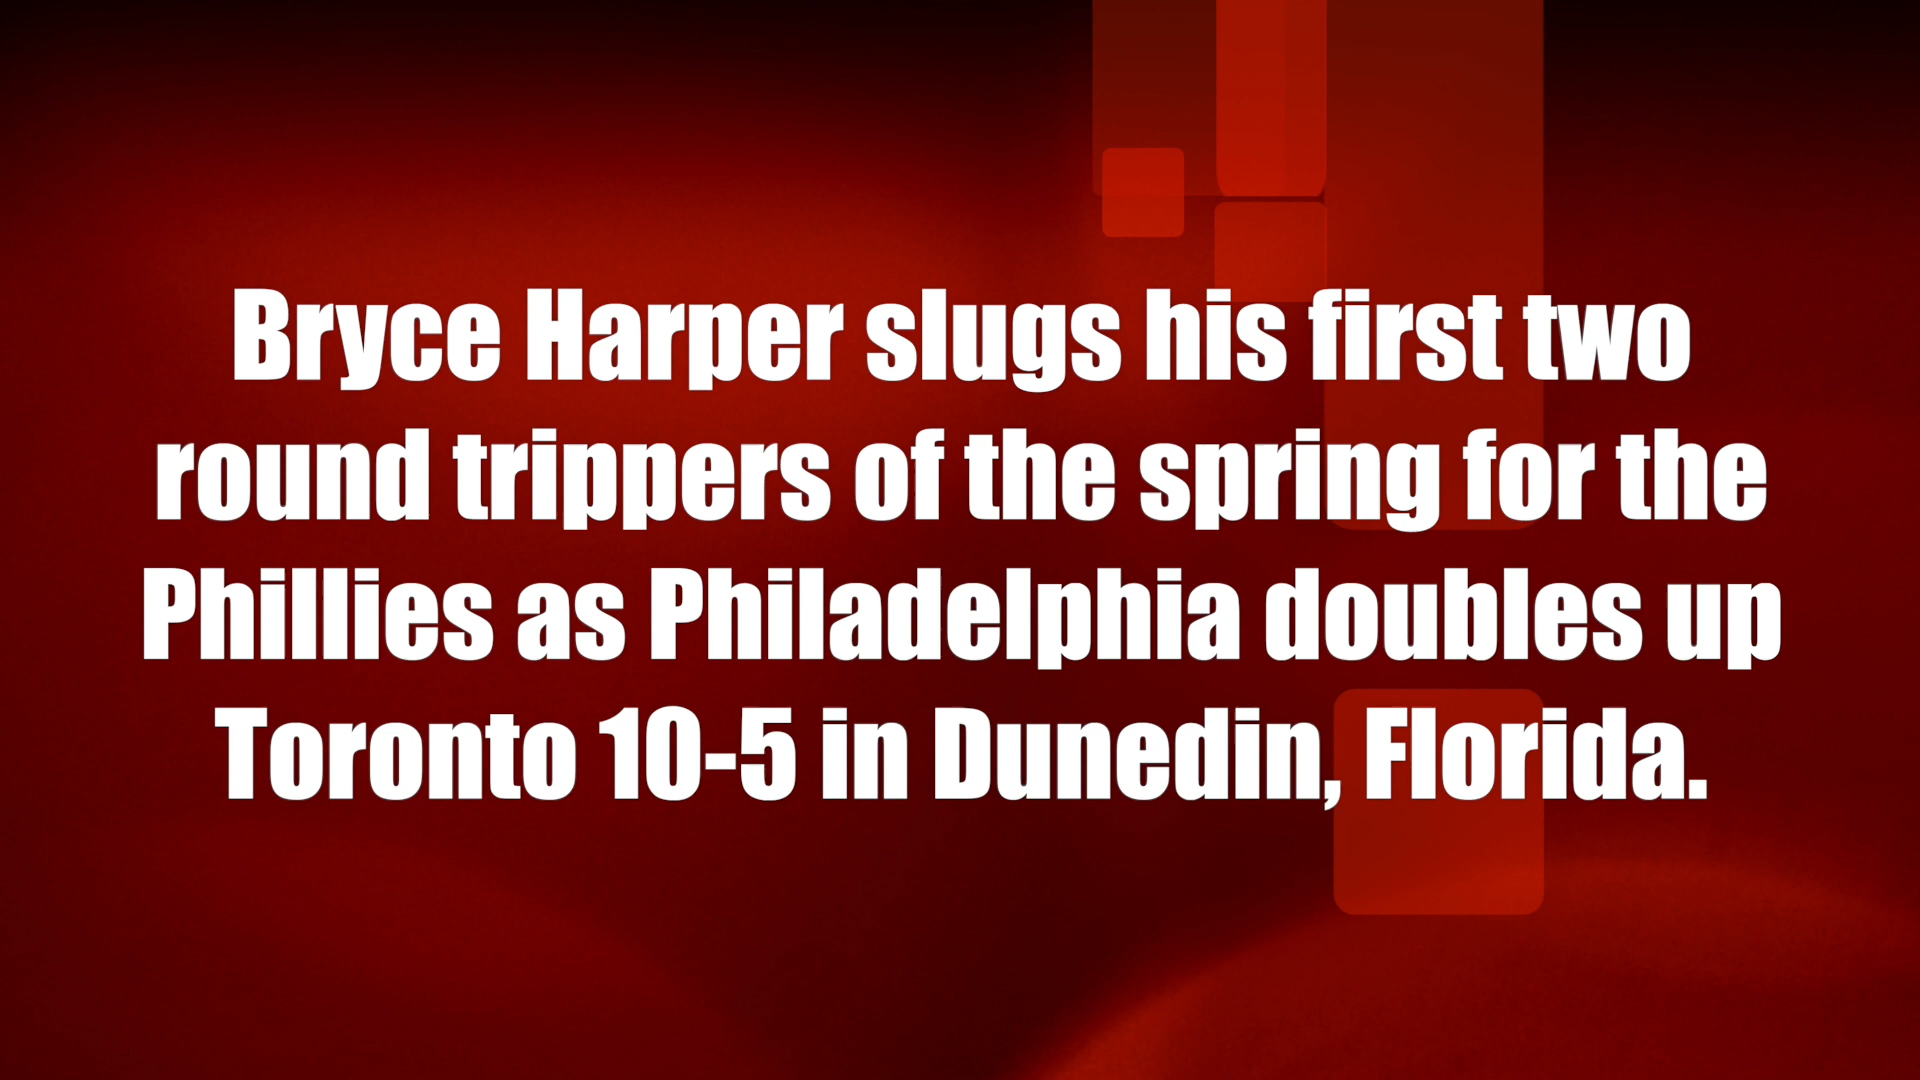 Bryce Harper slugs his first two
round trippers of the spring for the
Phillies as Philadelphia doubles up
Toronto 10-5 in Dunedin, Florida.